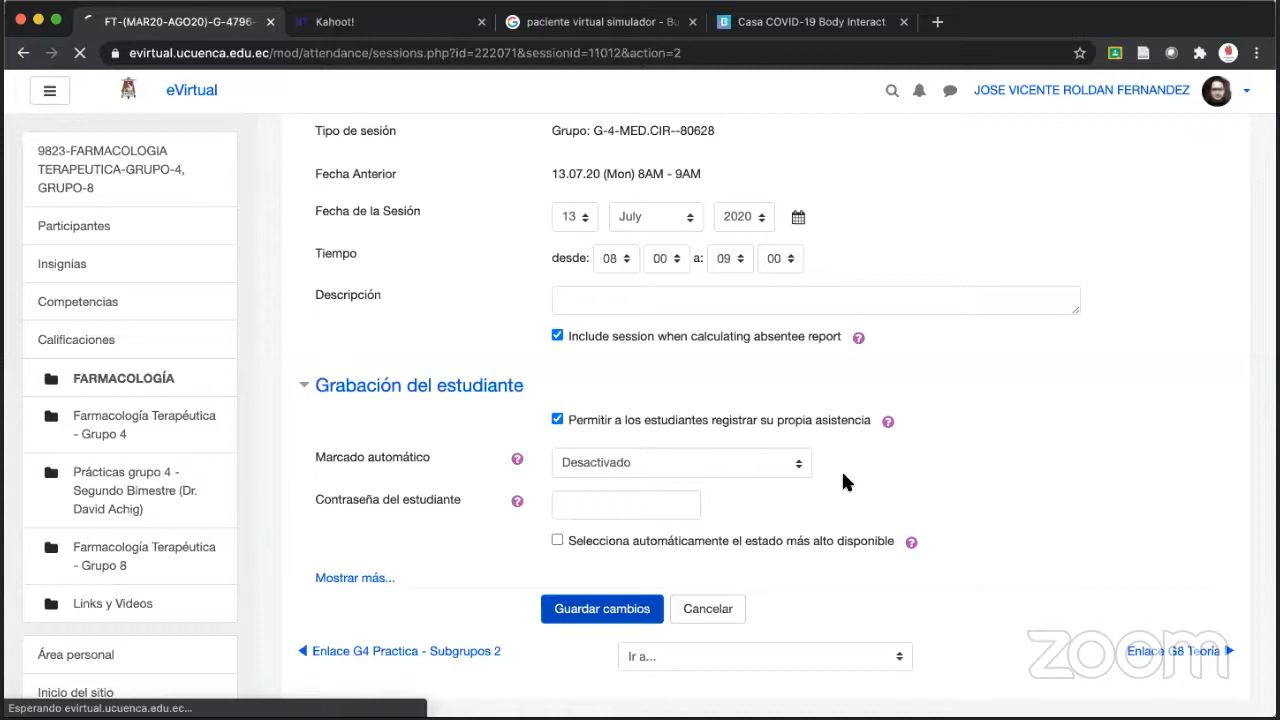 FT-(MAR20-AGO20)-G-4796-
Kahoot!
paciente virtual simulador - Bu
Casa COVID-19 Body Interact
evirtual.ucuenca.edu.ec/mod/attendance/sessions.php?id=222071&sessionid=11012&action=2
eVirtual
JOSE VICENTE ROLDAN FERNANDEZ
9823-FARMACOLOGIA
TERAPEUTICA-GRUPO-4,
GRUPO-8
Participantes
Insignias
Competencias
Calificaciones
FARMACOLOGÍA
Farmacología Terapéutica
- Grupo 4
Prácticas grupo 4 -
Segundo Bimestre (Dr.
David Achig)
Farmacología Terapéutica
- Grupo 8
Links y Videos
Área personal
Inicio del sitio
Tipo de sesión
Grupo: G-4-MED.CIR--80628
Fecha Anterior
13.07.20 (Mon) 8AM - 9AM
Fecha de la Sesión
13 July 2020
Tiempo
desde: 08 00 a: 09 00
Descripción
Include session when calculating absentee report
Grabación del estudiante
Permitir a los estudiantes registrar su propia asistencia
Marcado automático
Desactivado
Contraseña del estudiante
Selecciona automáticamente el estado más alto disponible
Mostrar más...
Guardar cambios
Cancelar
Enlace G4 Practica - Subgrupos 2
Ir a...
Enlace G8 Teoría
zoom
Esperando evirtual.ucuenca.edu.ec...